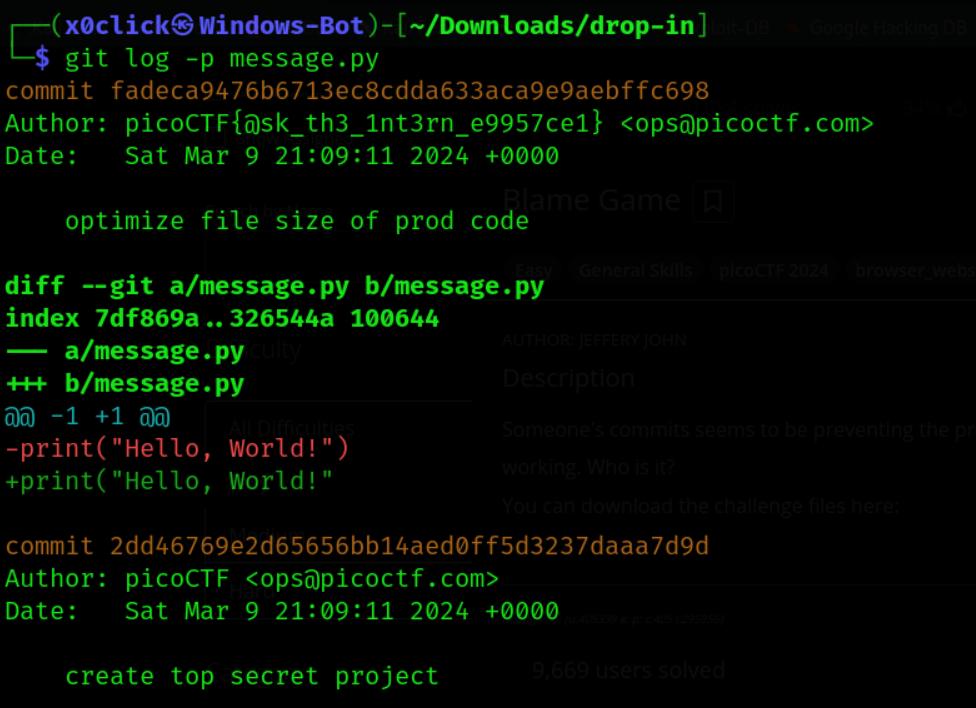 ┌──(x0click㉿Windows-Bot)-[~/Downloads/drop-in]
└─$ git log -p message.py
commit fadeca9476b6713ec8cdda633aca9e9aebffc698
Author: picoCTF{@sk_th3_1nt3rn_e9957ce1} <ops@picoctf.com>
Date:   Sat Mar 9 21:09:11 2024 +0000
optimize file size of prod code
diff --git a/message.py b/message.py
index 7df869a..326544a 100644
--- a/message.py
+++ b/message.py
@@ -1 +1 @@
-print("Hello, World!")
+print("Hello, World!"
commit 2dd46769e2d65656bb14aed0ff5d3237daaa7d9d
Author: picoCTF <ops@picoctf.com>
Date:   Sat Mar 9 21:09:11 2024 +0000
create top secret project
Google Hacking DB
Blame Game
Easy General Skills picoCTF 2024
AUTHOR: JEFFERY JOHN
Description
All Difficulties
Someone's commits seems to be preventing the
working. Who is it?
You can download the challenge files here:
9,669 users solved